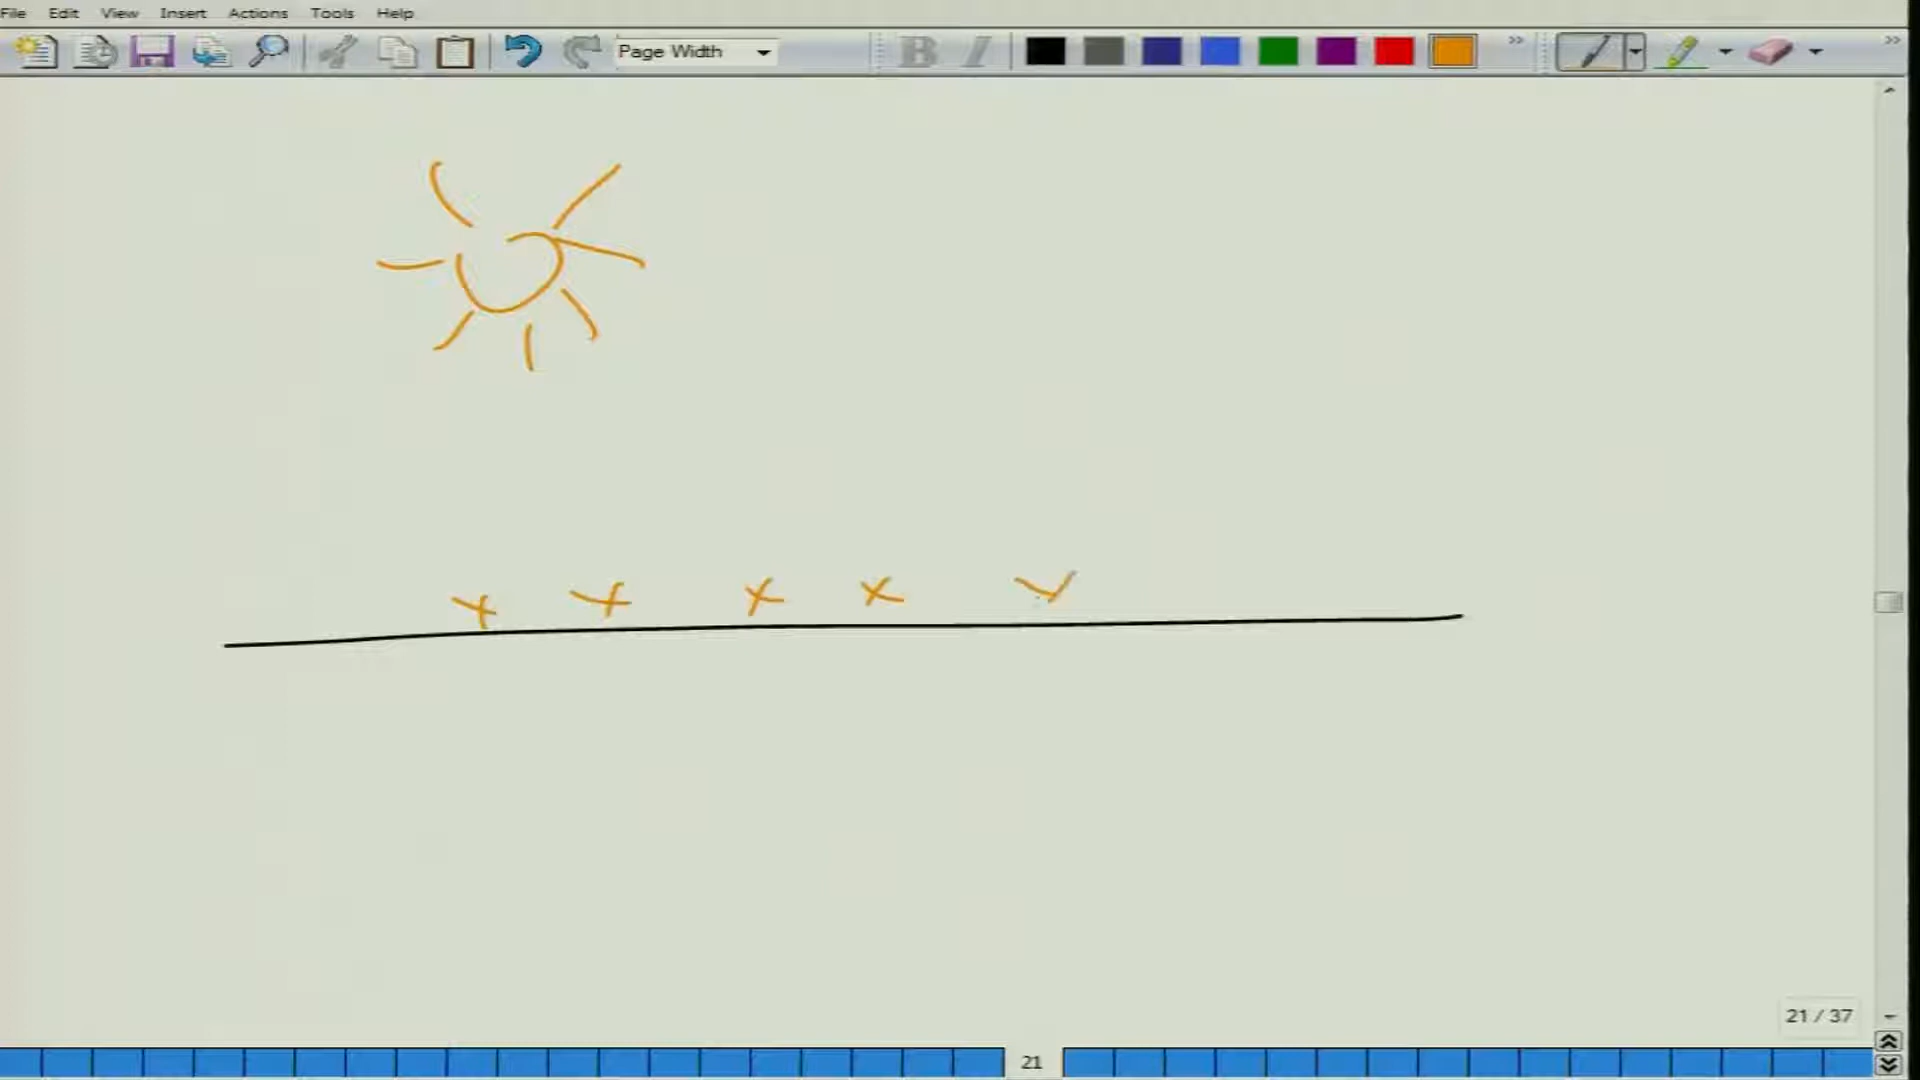 File Edit View Insert Actions Tools Help
Page Width B I
x x x x
21 / 37
21